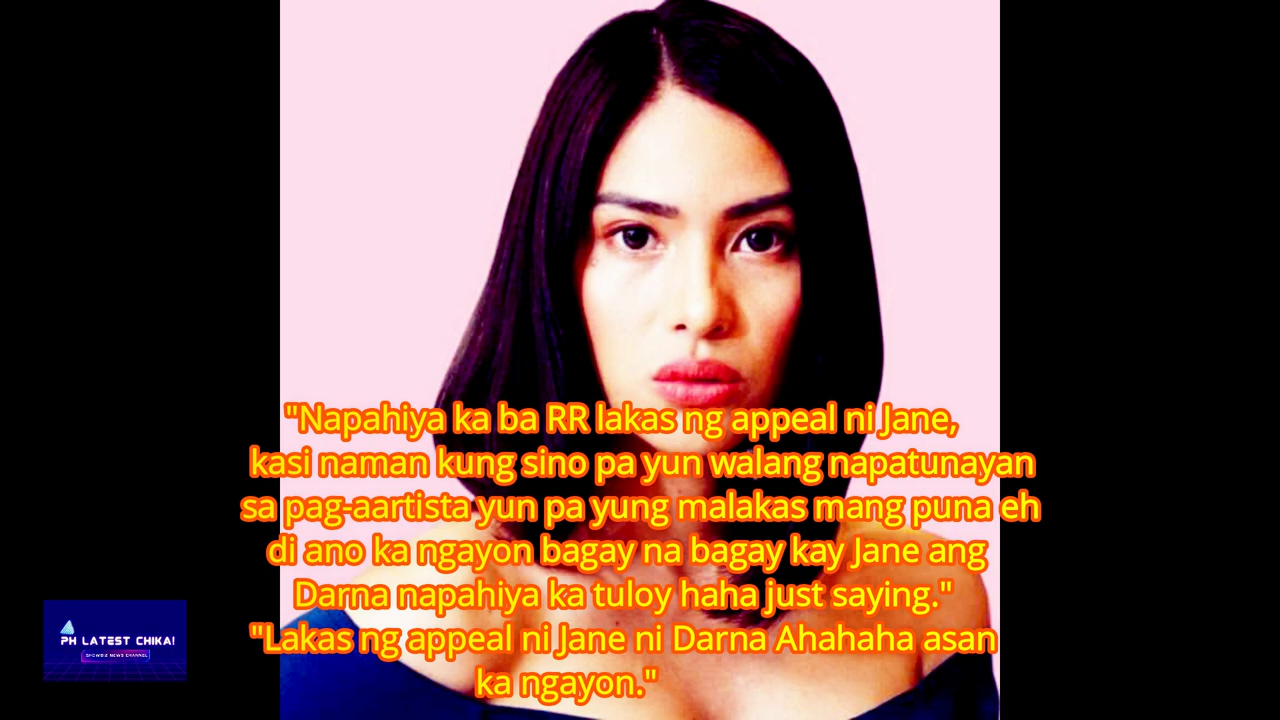 "Napahiya ka ba RR lakas ng appeal ni Jane,
kasi naman kung sino pa yun walang napatunayan
sa pag-aartista yun pa yung malakas mang puna eh
di ano ka ngayon bagay na bagay kay Jane ang
Darna napahiya ka tuloy haha just saying."
"Lakas ng appeal ni Jane ni Darna Ahahaha asan
ka ngayon."
PH LATEST CHIKA!
SHOWBIZ NEWS CHANNEL